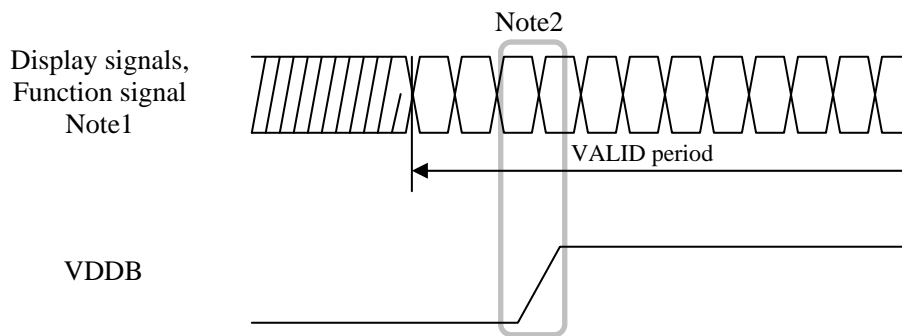 Note2
Display signals,
Function signal
Note1
VALID period
VDDB